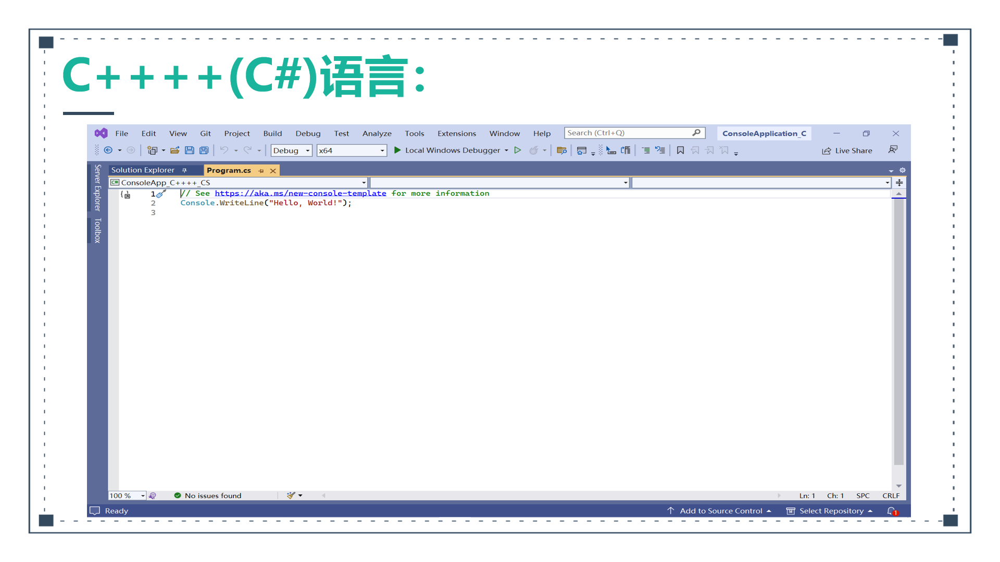 C++++(C#)语言：
File Edit View Git Project Build Debug Test Analyze Tools Extensions Window Help Search (Ctrl+Q) ConsoleApplication_C
Debug x64 Local Windows Debugger Live Share
Server Explorer
Toolbox
Solution Explorer Program.cs
C# ConsoleApp_C++++_CS
1 // See https://aka.ms/new-console-template for more information
2 Console.WriteLine("Hello, World!");
3
100 % No issues found Ln: 1 Ch: 1 SPC CRLF
Ready Add to Source Control Select Repository 1